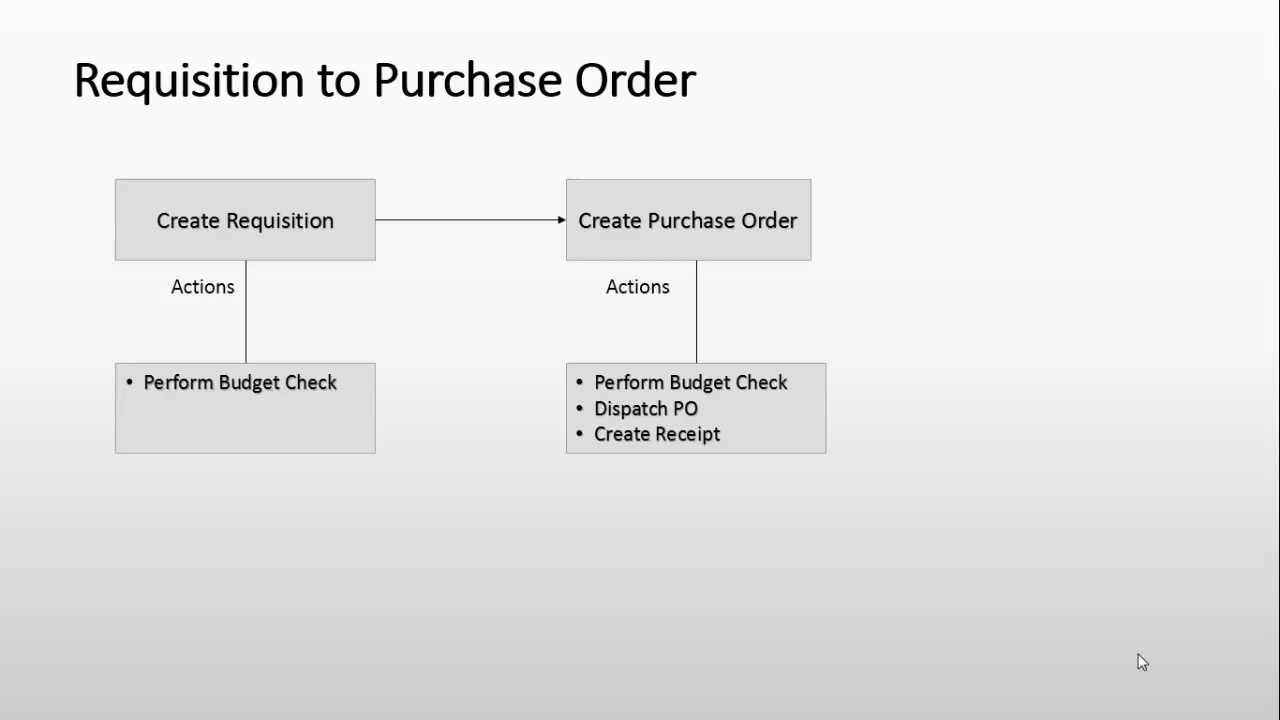 Requisition to Purchase Order
Create Requisition
Create Purchase Order
Actions
Actions
• Perform Budget Check
• Perform Budget Check
• Dispatch PO
• Create Receipt